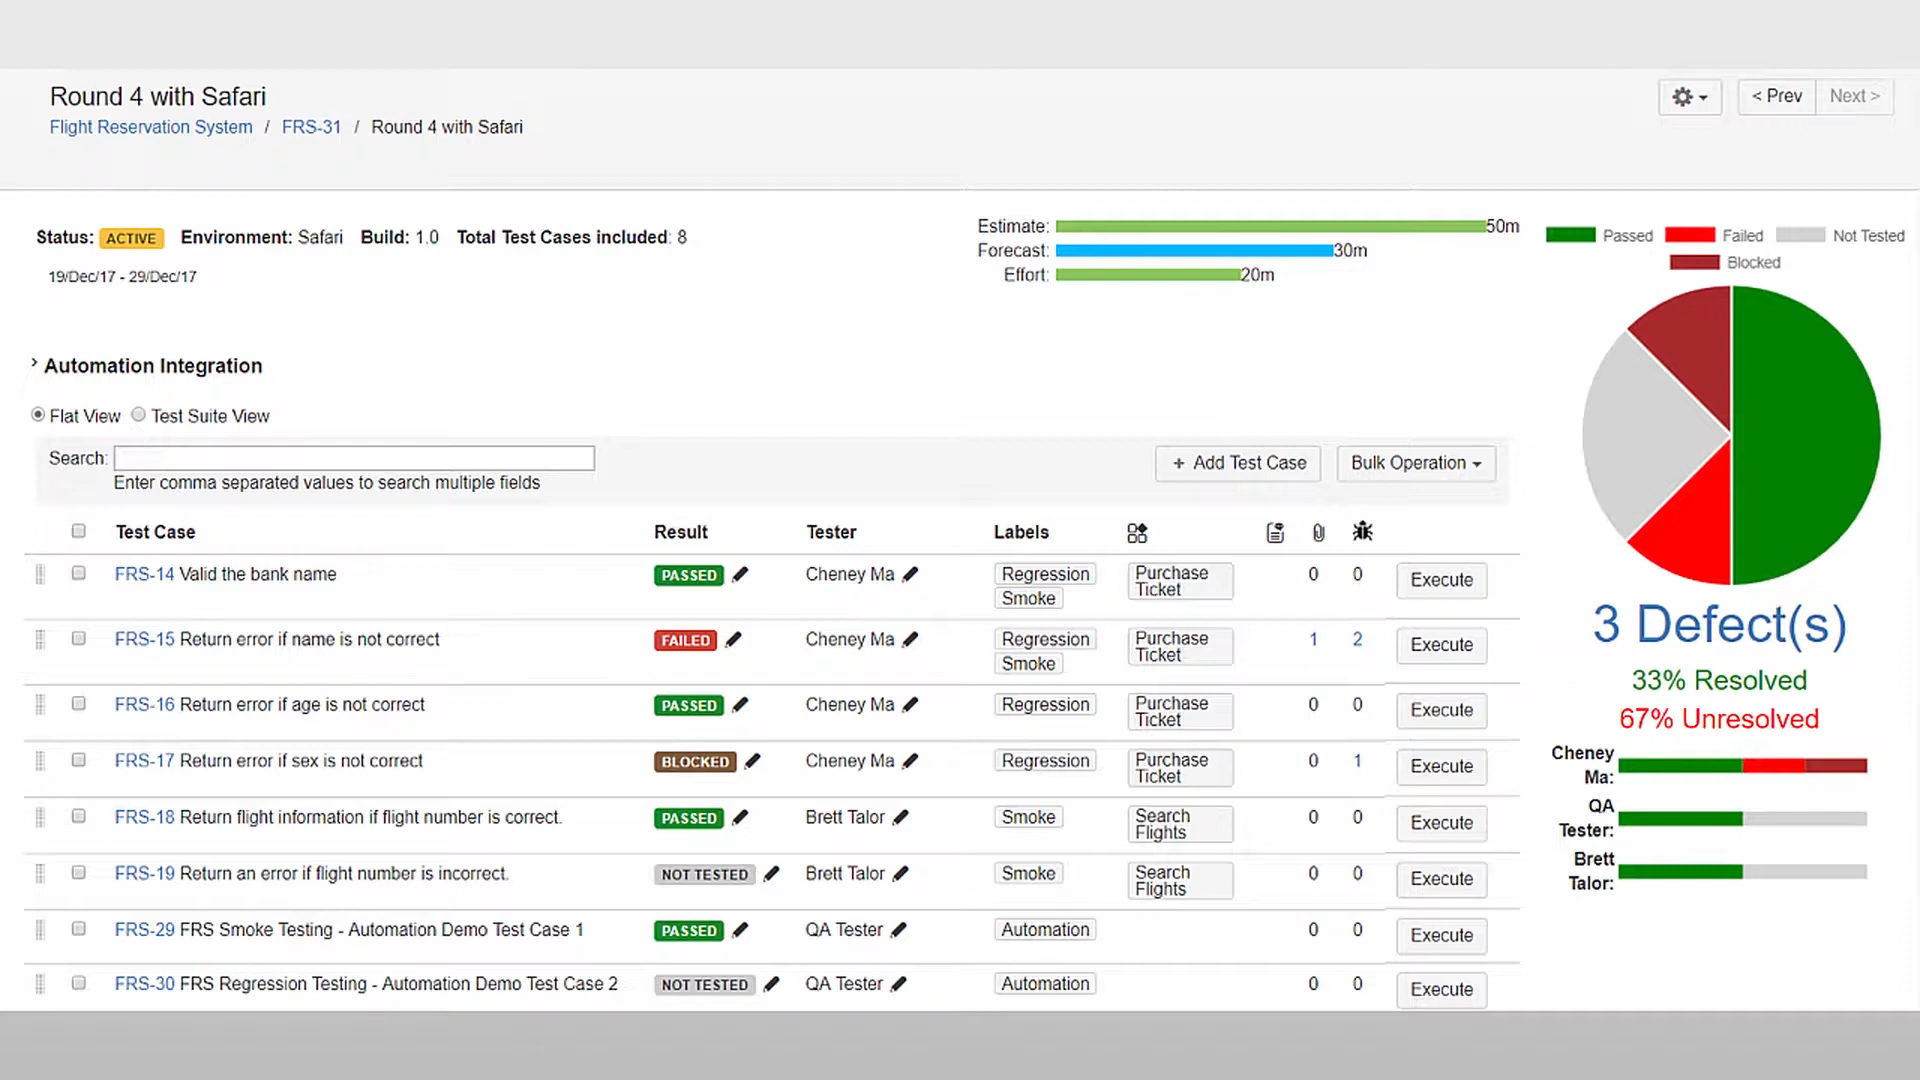 Round 4 with Safari
Flight Reservation System / FRS-31 / Round 4 with Safari
< Prev Next >
Status: ACTIVE Environment: Safari Build: 1.0 Total Test Cases included: 8
19/Dec/17 - 29/Dec/17
Estimate: 50m
Forecast: 30m
Effort: 20m
Passed Failed Not Tested
Blocked
Automation Integration
Flat View Test Suite View
Search:
Enter comma separated values to search multiple fields
+ Add Test Case Bulk Operation
Test Case Result Tester Labels
FRS-14 Valid the bank name PASSED Cheney Ma Regression Smoke Purchase Ticket 0 0 Execute
FRS-15 Return error if name is not correct FAILED Cheney Ma Regression Smoke Purchase Ticket 1 2 Execute
FRS-16 Return error if age is not correct PASSED Cheney Ma Regression Purchase Ticket 0 0 Execute
FRS-17 Return error if sex is not correct BLOCKED Cheney Ma Regression Purchase Ticket 0 1 Execute
FRS-18 Return flight information if flight number is correct. PASSED Brett Talor Smoke Search Flights 0 0 Execute
FRS-19 Return an error if flight number is incorrect. NOT TESTED Brett Talor Smoke Search Flights 0 0 Execute
FRS-29 FRS Smoke Testing - Automation Demo Test Case 1 PASSED QA Tester Automation 0 0 Execute
FRS-30 FRS Regression Testing - Automation Demo Test Case 2 NOT TESTED QA Tester Automation 0 0 Execute
3 Defect(s)
33% Resolved
67% Unresolved
Cheney
Ma:
QA
Tester:
Brett
Talor: